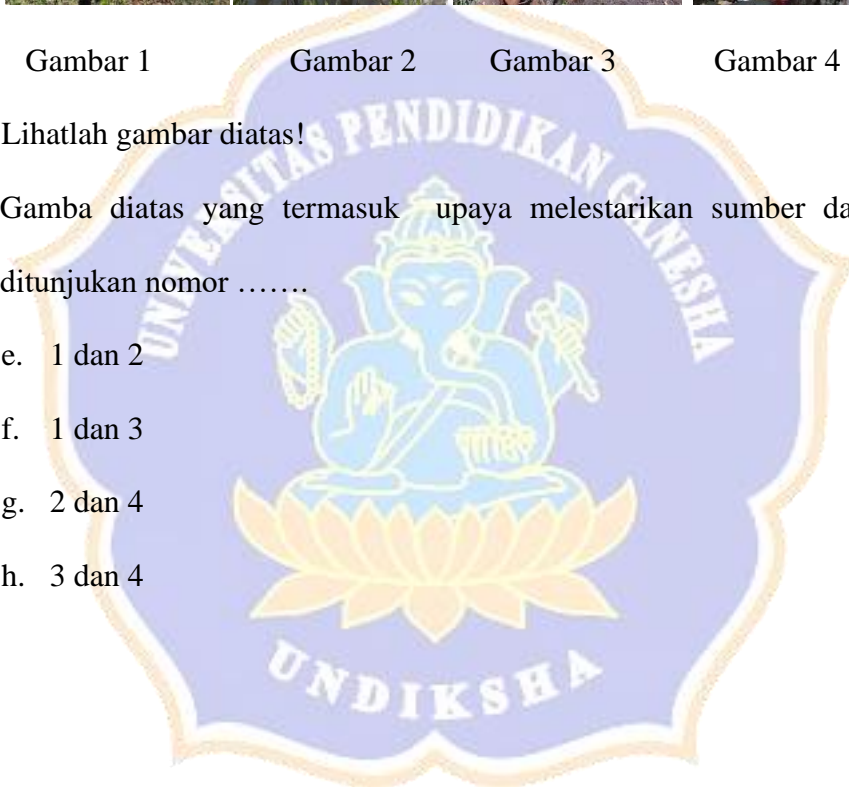 Gambar 1 Gambar 2 Gambar 3 Gambar 4
Lihatlah gambar diatas!
Gamba diatas yang termasuk upaya melestarikan sumber da
ditunjukan nomor …….
e. 1 dan 2
f. 1 dan 3
g. 2 dan 4
h. 3 dan 4
UNIVERSITAS PENDIDIKAN GANESHA
UNDIKSHA